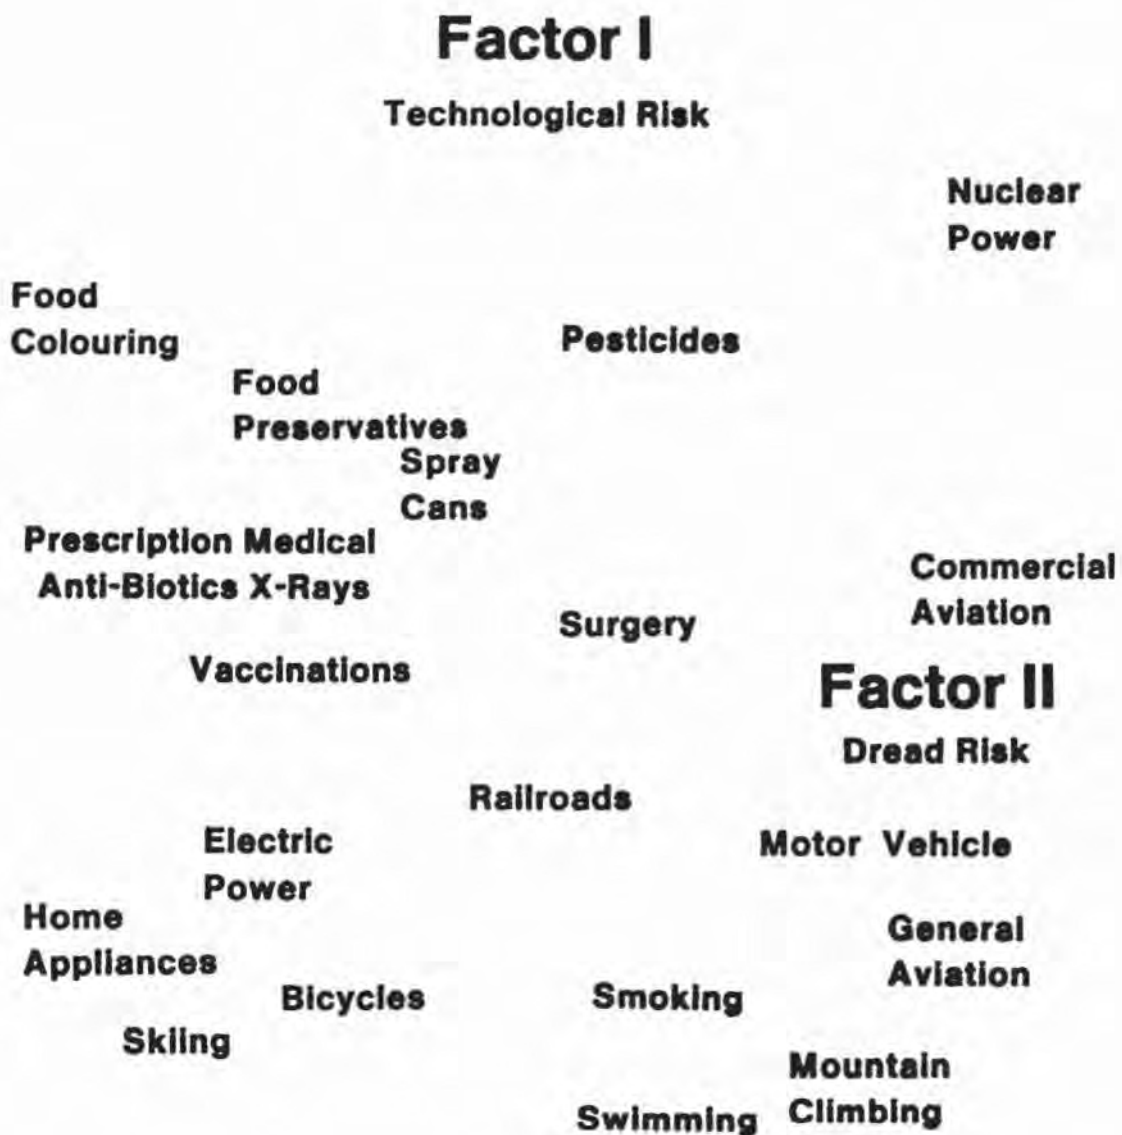 Factor I
Technological Risk
Nuclear
Power
Food
Colouring
Pesticides
Food
Preservatives
Spray
Cans
Prescription Medical
Anti-Biotics X-Rays
Commercial
Aviation
Surgery
Vaccinations
Factor II
Dread Risk
Railroads
Electric
Power
Motor Vehicle
Home
Appliances
General
Aviation
Bicycles
Smoking
Skiing
Mountain
Climbing
Swimming